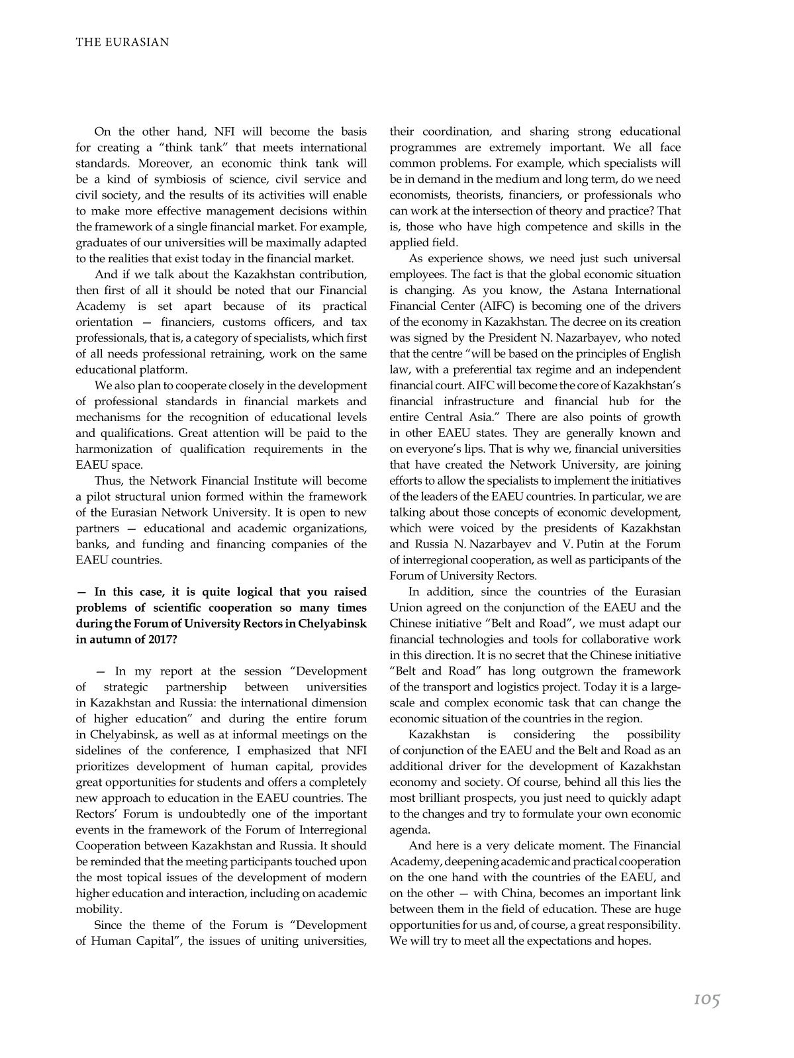 THE EURASIAN
On the other hand, NFI will become the basis
for creating a “think tank” that meets international
standards. Moreover, an economic think tank will
be a kind of symbiosis of science, civil service and
civil society, and the results of its activities will enable
to make more effective management decisions within
the framework of a single financial market. For example,
graduates of our universities will be maximally adapted
to the realities that exist today in the financial market.
And if we talk about the Kazakhstan contribution,
then first of all it should be noted that our Financial
Academy is set apart because of its practical
orientation — financiers, customs officers, and tax
professionals, that is, a category of specialists, which first
of all needs professional retraining, work on the same
educational platform.
We also plan to cooperate closely in the development
of professional standards in financial markets and
mechanisms for the recognition of educational levels
and qualifications. Great attention will be paid to the
harmonization of qualification requirements in the
EAEU space.
Thus, the Network Financial Institute will become
a pilot structural union formed within the framework
of the Eurasian Network University. It is open to new
partners — educational and academic organizations,
banks, and funding and financing companies of the
EAEU countries.
— In this case, it is quite logical that you raised
problems of scientific cooperation so many times
during the Forum of University Rectors in Chelyabinsk
in autumn of 2017?
— In my report at the session “Development
of strategic partnership between universities
in Kazakhstan and Russia: the international dimension
of higher education” and during the entire forum
in Chelyabinsk, as well as at informal meetings on the
sidelines of the conference, I emphasized that NFI
prioritizes development of human capital, provides
great opportunities for students and offers a completely
new approach to education in the EAEU countries. The
Rectors’ Forum is undoubtedly one of the important
events in the framework of the Forum of Interregional
Cooperation between Kazakhstan and Russia. It should
be reminded that the meeting participants touched upon
the most topical issues of the development of modern
higher education and interaction, including on academic
mobility.
Since the theme of the Forum is “Development
of Human Capital”, the issues of uniting universities,
their coordination, and sharing strong educational
programmes are extremely important. We all face
common problems. For example, which specialists will
be in demand in the medium and long term, do we need
economists, theorists, financiers, or professionals who
can work at the intersection of theory and practice? That
is, those who have high competence and skills in the
applied field.
As experience shows, we need just such universal
employees. The fact is that the global economic situation
is changing. As you know, the Astana International
Financial Center (AIFC) is becoming one of the drivers
of the economy in Kazakhstan. The decree on its creation
was signed by the President N. Nazarbayev, who noted
that the centre “will be based on the principles of English
law, with a preferential tax regime and an independent
financial court. AIFC will become the core of Kazakhstan’s
financial infrastructure and financial hub for the
entire Central Asia.” There are also points of growth
in other EAEU states. They are generally known and
on everyone’s lips. That is why we, financial universities
that have created the Network University, are joining
efforts to allow the specialists to implement the initiatives
of the leaders of the EAEU countries. In particular, we are
talking about those concepts of economic development,
which were voiced by the presidents of Kazakhstan
and Russia N. Nazarbayev and V. Putin at the Forum
of interregional cooperation, as well as participants of the
Forum of University Rectors.
In addition, since the countries of the Eurasian
Union agreed on the conjunction of the EAEU and the
Chinese initiative “Belt and Road”, we must adapt our
financial technologies and tools for collaborative work
in this direction. It is no secret that the Chinese initiative
“Belt and Road” has long outgrown the framework
of the transport and logistics project. Today it is a large-
scale and complex economic task that can change the
economic situation of the countries in the region.
Kazakhstan is considering the possibility
of conjunction of the EAEU and the Belt and Road as an
additional driver for the development of Kazakhstan
economy and society. Of course, behind all this lies the
most brilliant prospects, you just need to quickly adapt
to the changes and try to formulate your own economic
agenda.
And here is a very delicate moment. The Financial
Academy, deepening academic and practical cooperation
on the one hand with the countries of the EAEU, and
on the other — with China, becomes an important link
between them in the field of education. These are huge
opportunities for us and, of course, a great responsibility.
We will try to meet all the expectations and hopes.
105